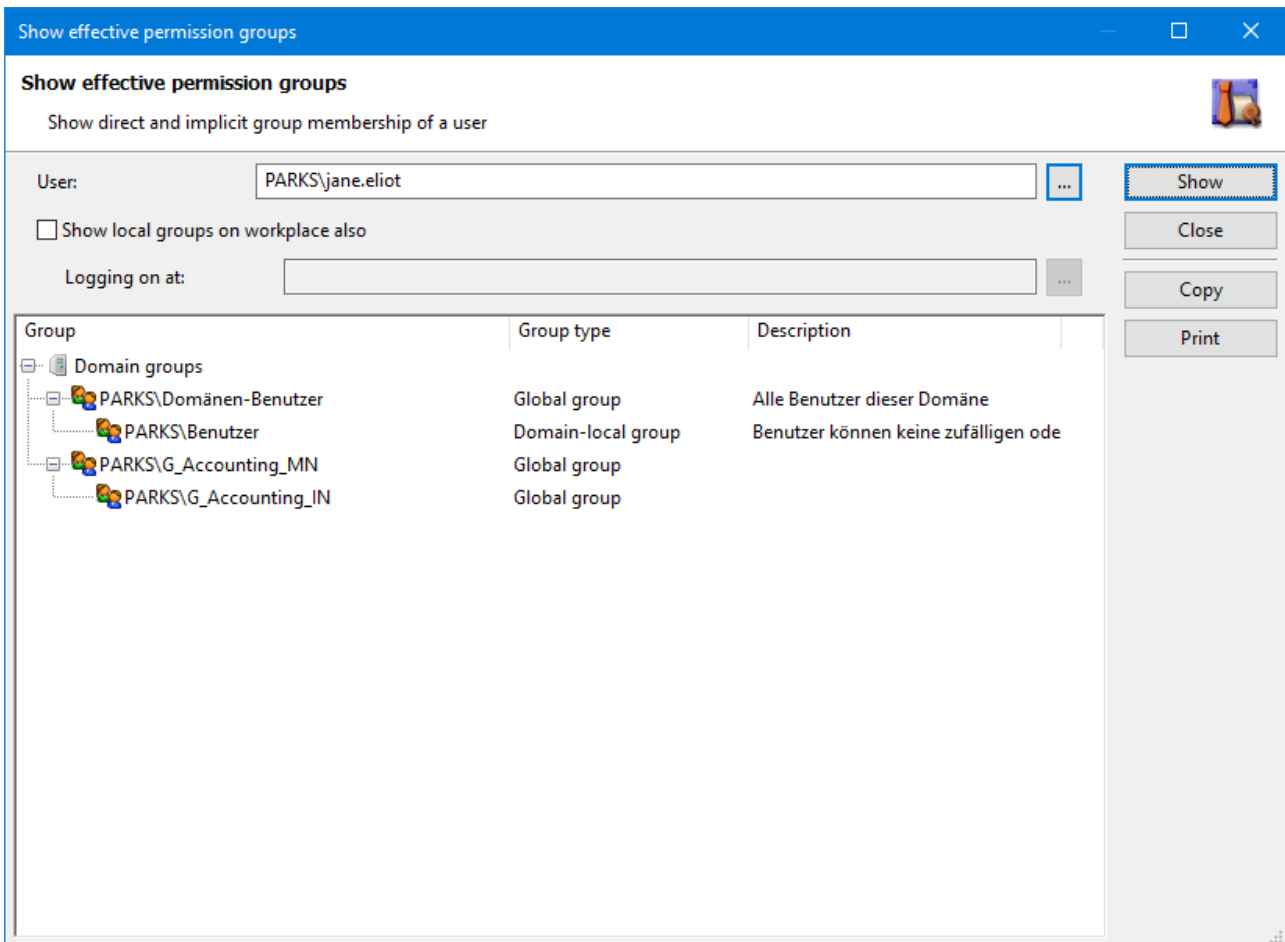 Show effective permission groups
Show effective permission groups
Show direct and implicit group membership of a user
User: PARKS\jane.eliot ... Show
Show local groups on workplace also Close
Logging on at: ... Copy
Group Group type Description Print
Domain groups
PARKS\Domänen-Benutzer Global group Alle Benutzer dieser Domäne
PARKS\Benutzer Domain-local group Benutzer können keine zufälligen ode
PARKS\G_Accounting_MN Global group
PARKS\G_Accounting_IN Global group